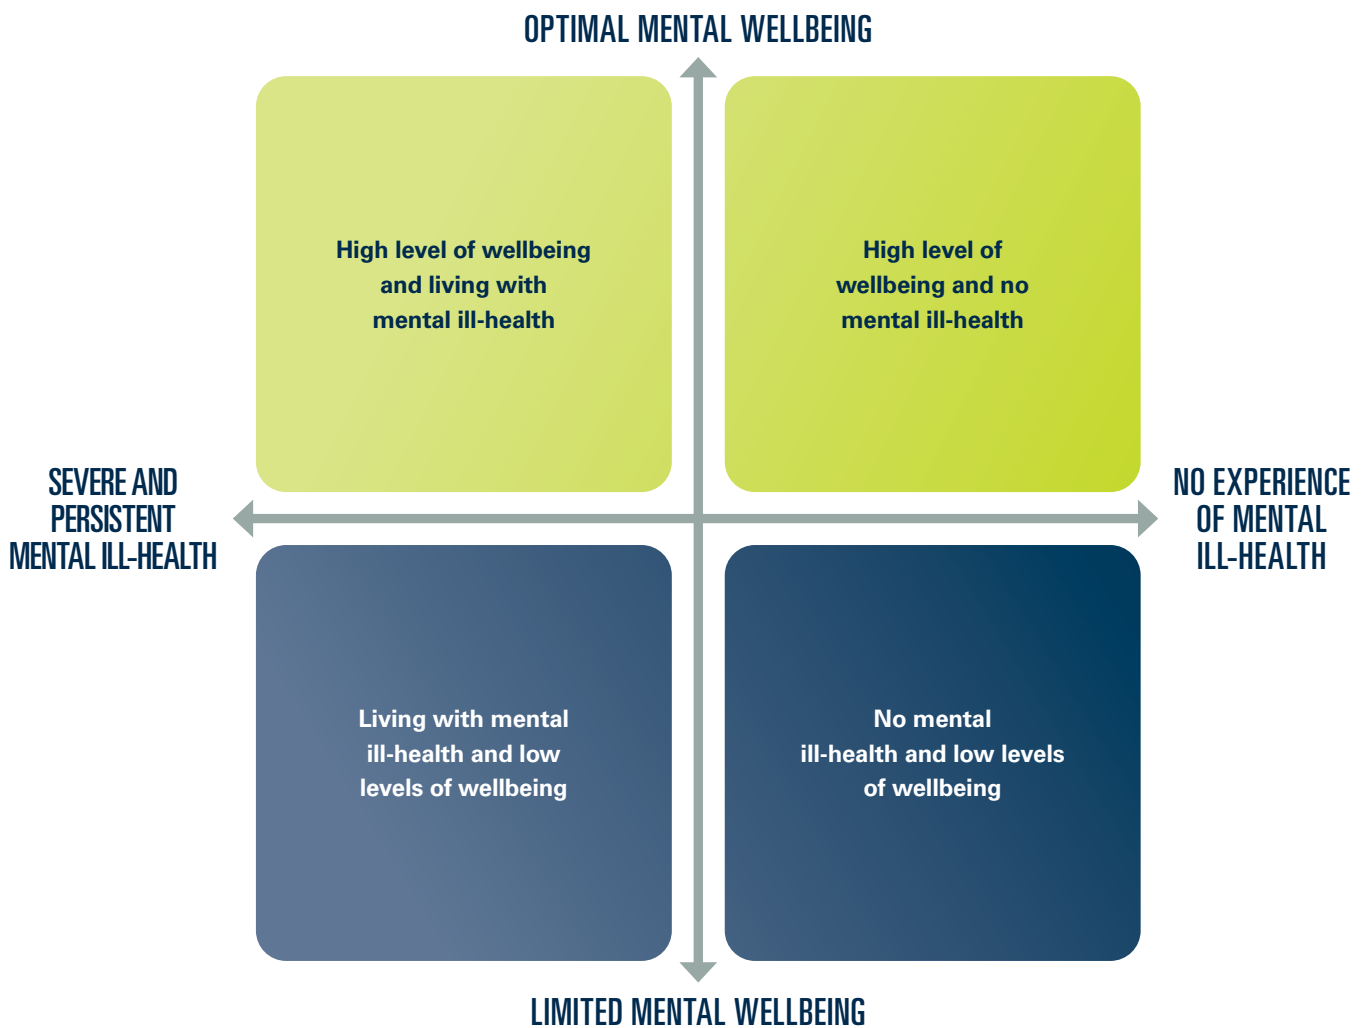 OPTIMAL MENTAL WELLBEING
High level of wellbeing
and living with
mental ill-health
High level of
wellbeing and no
mental ill-health
SEVERE AND
PERSISTENT
MENTAL ILL-HEALTH
NO EXPERIENCE
OF MENTAL
ILL-HEALTH
Living with mental
ill-health and low
levels of wellbeing
No mental
ill-health and low levels
of wellbeing
LIMITED MENTAL WELLBEING